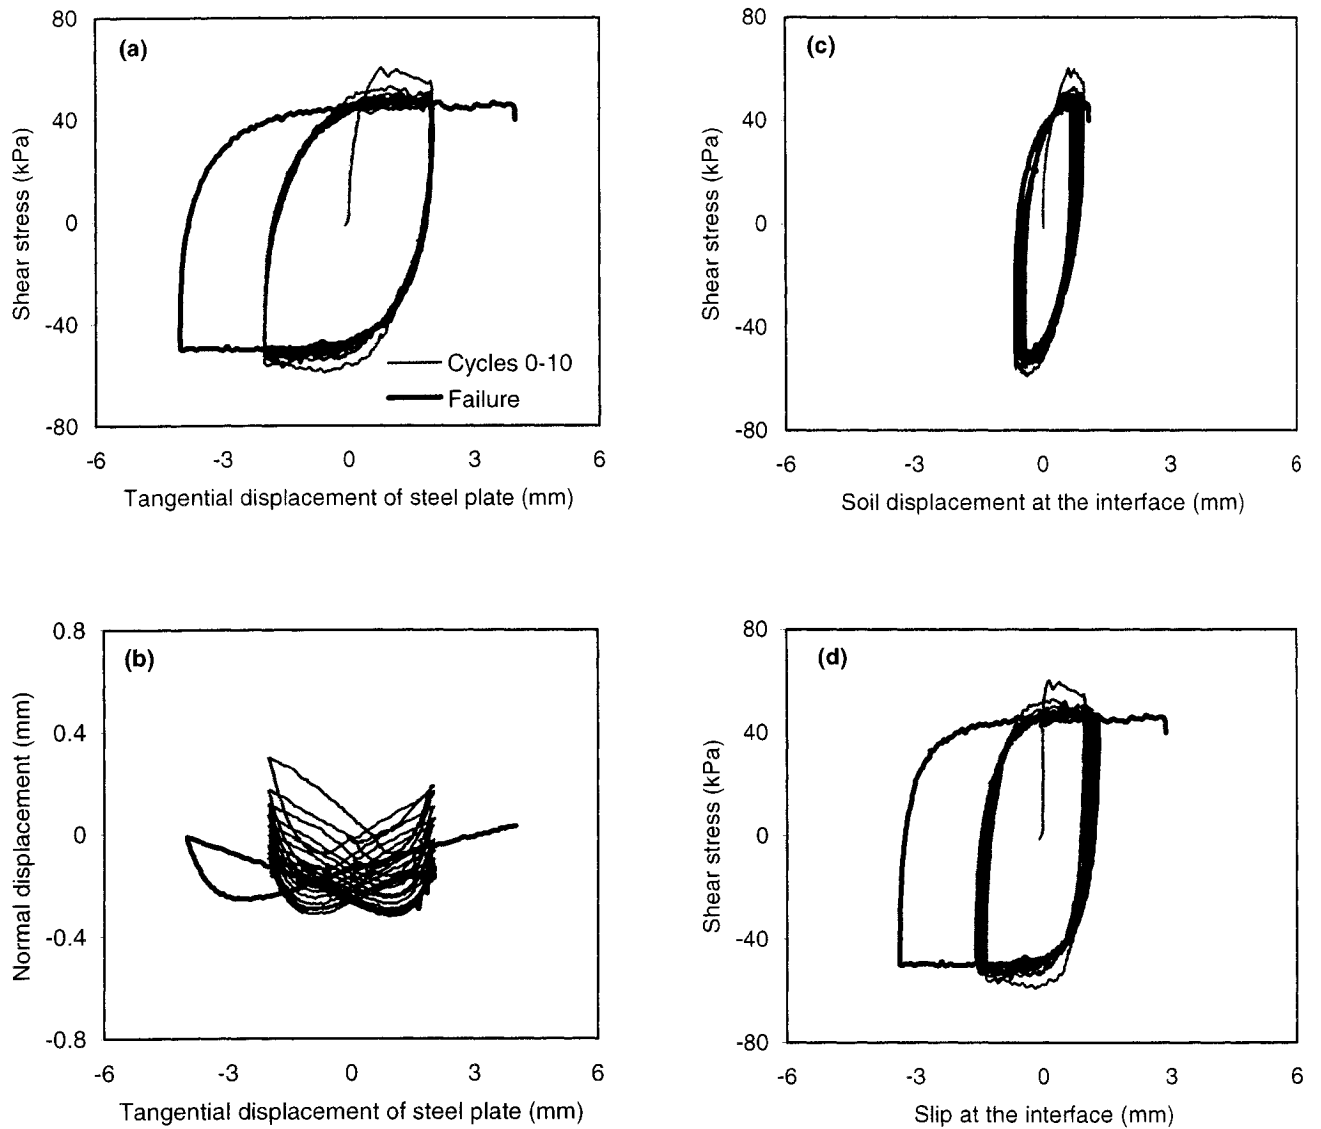 80
(a)
40
0
-40
-80
Shear stress (kPa)
Cycles 0-10
Failure
-6
-3
0
3
6
Tangential displacement of steel plate (mm)
80
(c)
40
0
-40
-80
Shear stress (kPa)
-6
-3
0
3
6
Soil displacement at the interface (mm)
0.8
(b)
0.4
0
-0.4
-0.8
Normal displacement (mm)
-6
-3
0
3
6
Tangential displacement of steel plate (mm)
80
(d)
40
0
-40
-80
Shear stress (kPa)
-6
-3
0
3
6
Slip at the interface (mm)